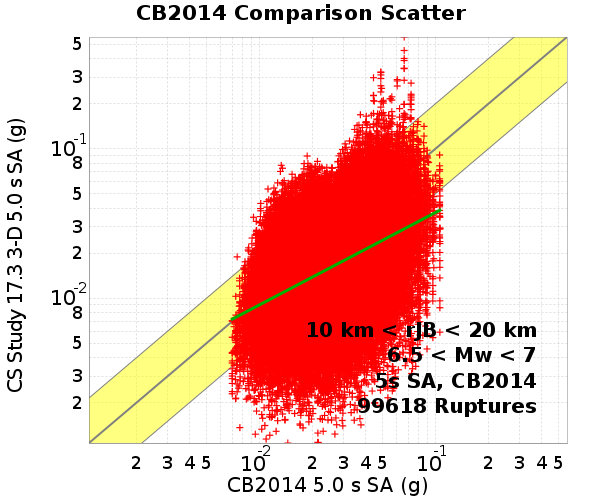 CB2014 Comparison Scatter
CS Study 17.3 3-D 5.0 s SA (g)
5
3
2
10-1
8
5
3
2
10-2
8
5
3
2
10 km < rJB < 20 km
6.5 < Mw < 7
5s SA, CB2014
99618 Ruptures
2 3 4 5 10-2 2 3 4 5 10-1 2 3 4 5
CB2014 5.0 s SA (g)